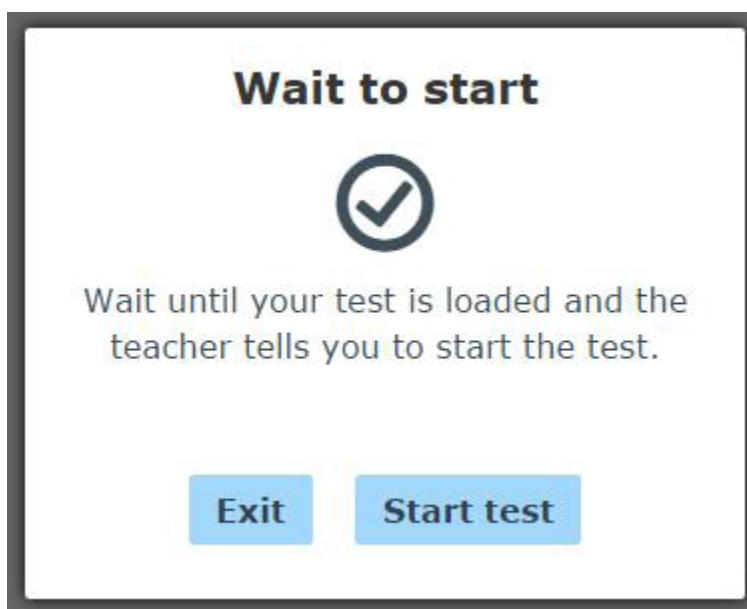 Wait to start
Wait until your test is loaded and the
teacher tells you to start the test.
Exit
Start test